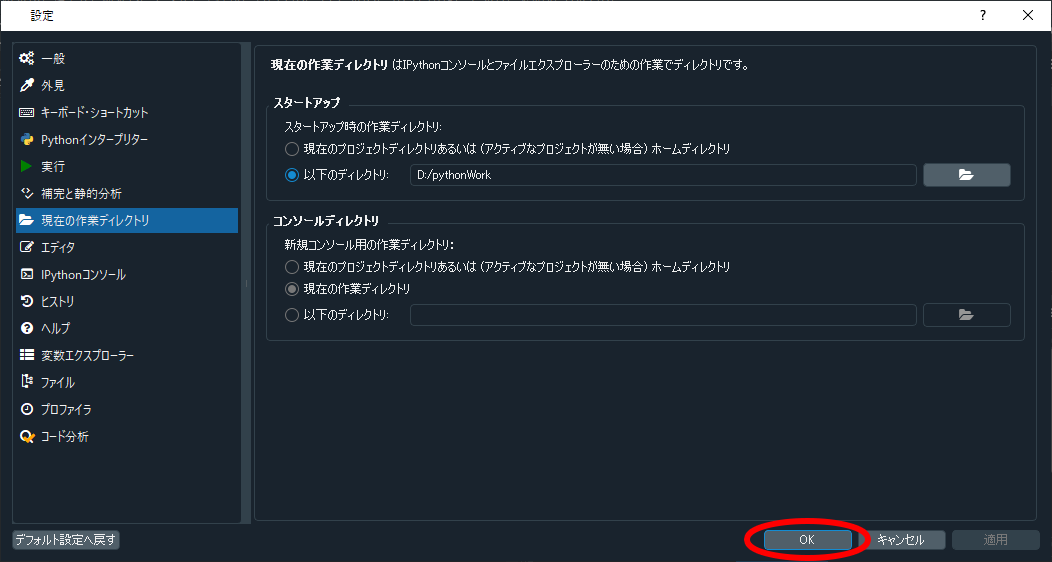 設定
?
一般
外見
キーボード・ショートカット
Pythonインタープリター
実行
補完と静的分析
現在の作業ディレクトリ
エディタ
IPythonコンソール
ヒストリ
ヘルプ
変数エクスプローラー
ファイル
プロファイラ
コード分析
現在の作業ディレクトリ はIPythonコンソールとファイルエクスプローラーのための作業でディレクトリです。
スタートアップ
スタートアップ時の作業ディレクトリ:
現在のプロジェクトディレクトリあるいは (アクティブなプロジェクトが無い場合) ホームディレクトリ
以下のディレクトリ: D:/pythonWork
コンソールディレクトリ
新規コンソール用の作業ディレクトリ:
現在のプロジェクトディレクトリあるいは (アクティブなプロジェクトが無い場合) ホームディレクトリ
現在の作業ディレクトリ
以下のディレクトリ:
デフォルト設定へ戻す
OK
キャンセル
適用